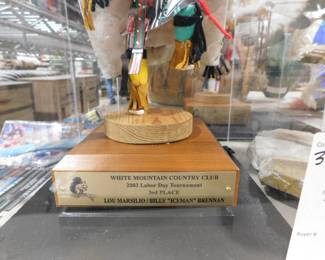 WHITE MOUNTAIN COUNTRY CLUB
2003 Labor Day Tournament
3rd PLACE
LOU MARSILIO / BILLY "ICEMAN" BRENNAN